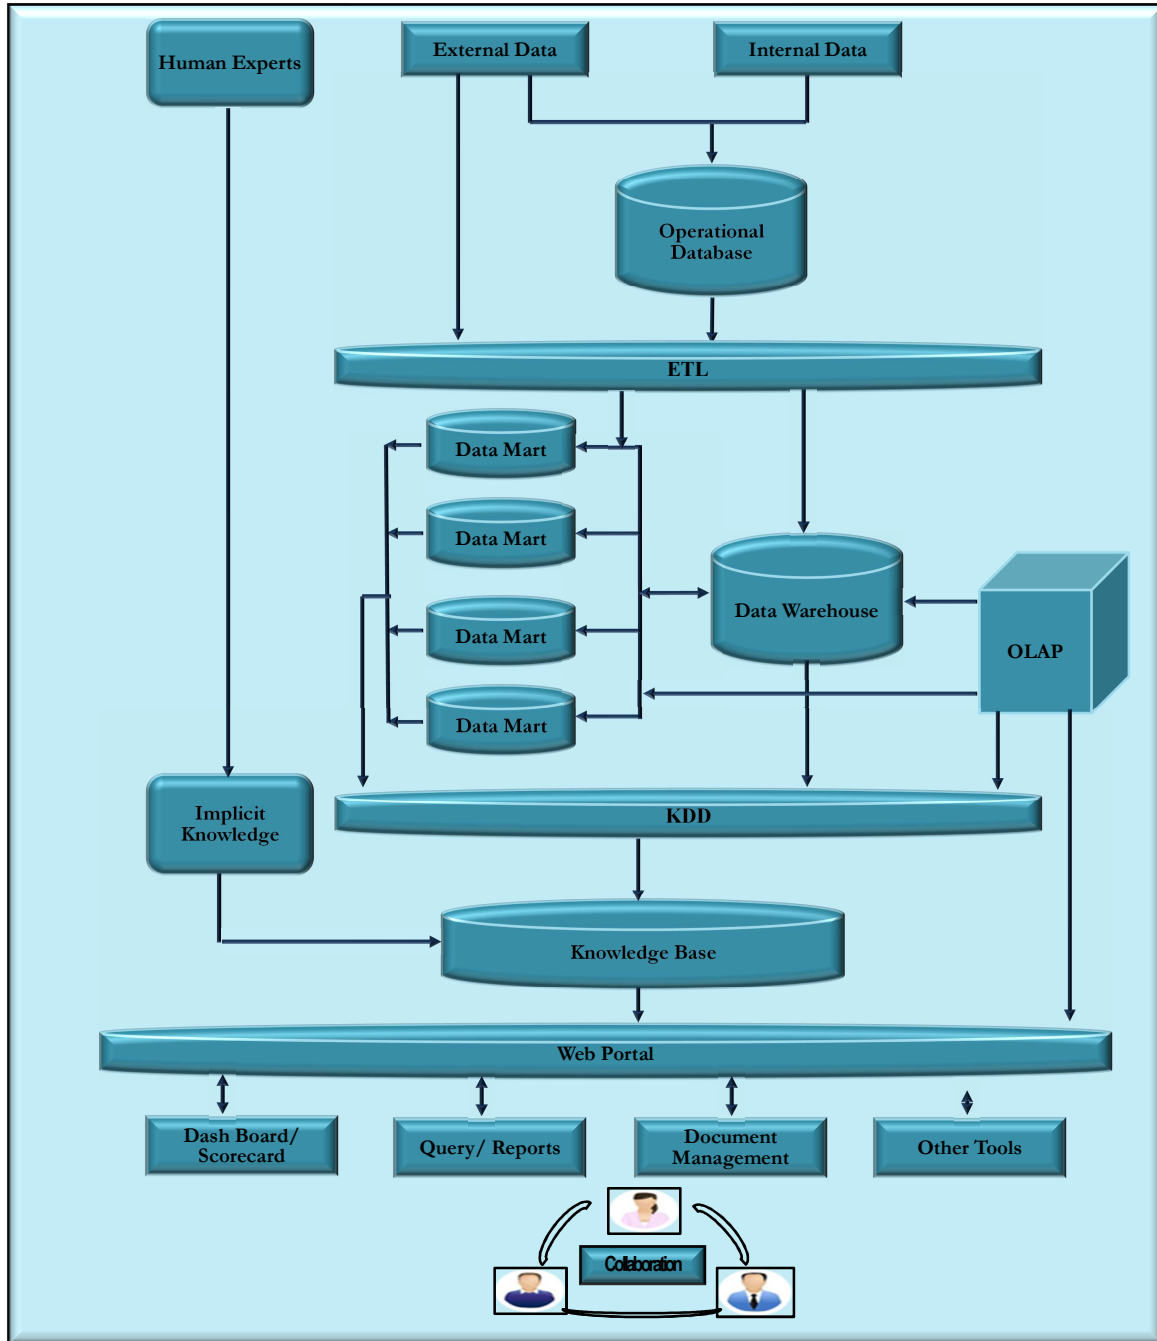 Human Experts
External Data
Internal Data
Operational
Database
ETL
Data Mart
Data Mart
Data Mart
Data Mart
Data Warehouse
OLAP
Implicit
Knowledge
KDD
Knowledge Base
Web Portal
Dash Board/
Scorecard
Query/ Reports
Document
Management
Other Tools
Collaboration